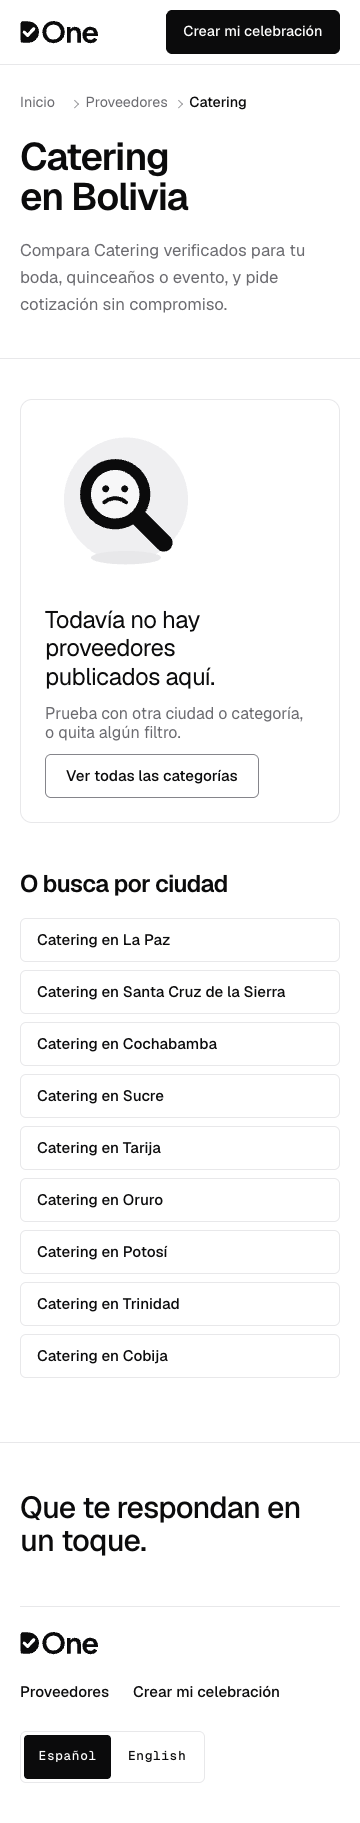 One
Crear mi celebración
Inicio
Proveedores
Catering
Catering
en Bolivia
Compara Catering verificados para tu
boda, quinceaños o evento, y pide
cotización sin compromiso.
Todavía no hay
proveedores
publicados aquí.
Prueba con otra ciudad o categoría,
o quita algún filtro.
Ver todas las categorías
O busca por ciudad
Catering en La Paz
Catering en Santa Cruz de la Sierra
Catering en Cochabamba
Catering en Sucre
Catering en Tarija
Catering en Oruro
Catering en Potosí
Catering en Trinidad
Catering en Cobija
Que te respondan en
un toque.
One
Proveedores
Crear mi celebración
Español
English